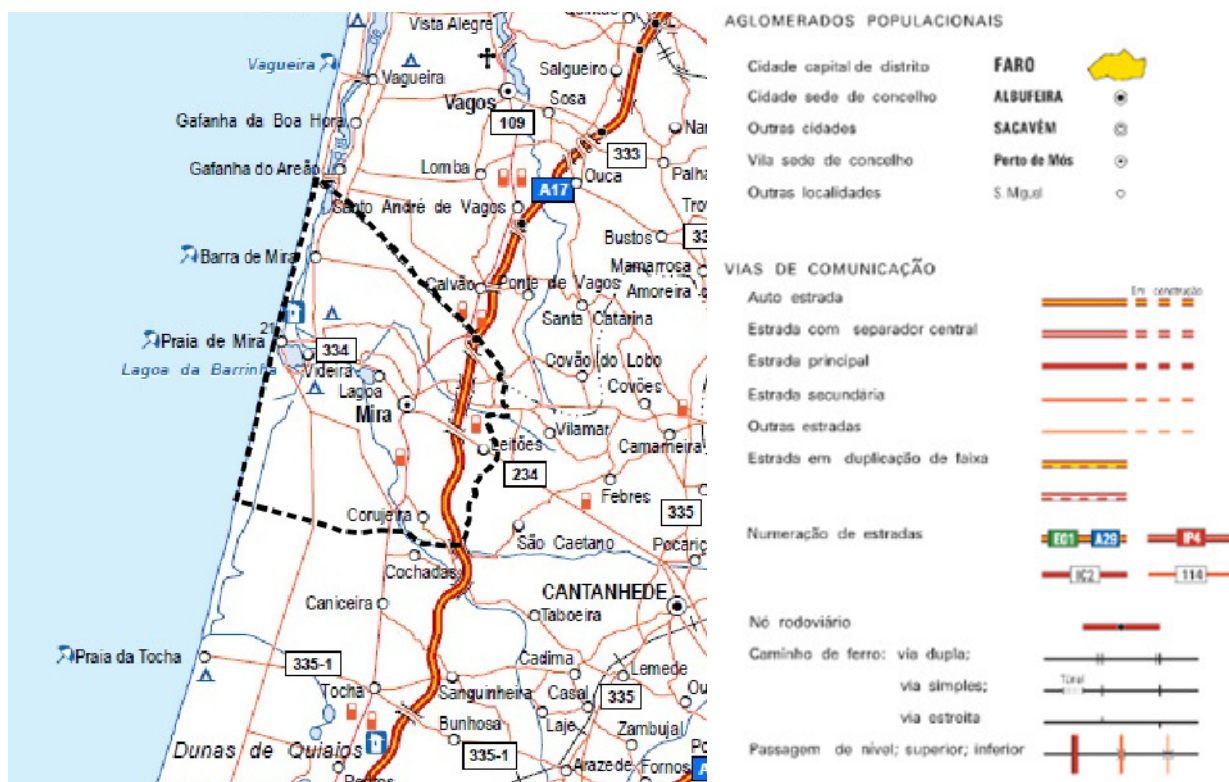 Vista Alegre
Vagueira
Vagueira
Salgueiro
Vagos
Sosa
Gafanha da Boa Hora
109
333
Gafanha do Areão
Lomba
Ouca
Palha
A17
Santo André de Vagos
Bustos
Barra de Mira
Mamarrosa
Calvão
Ponte de Vagos
Amoreira
Santa Catarina
21
Praia de Mira
334
Covão do Lobo
Lagoa da Barrinha
Videira
Lagoa
Covões
Mira
Vilamar
Camarneira
Leitões
234
Febres
335
Corujeira
São Caetano
Cochadas
CANTANHEDE
Caniceira
Taboeira
Praia da Tocha
335-1
Cadima
Lemede
Tocha
Sanguinheira
Casal
335
Bunhosa
Laje
Zambujal
Dunas de Quiaios
335-1
Arazede
Fornos
AGLOMERADOS POPULACIONAIS
Cidade capital de distrito FARO
Cidade sede de concelho ALBUFEIRA
Outras cidades SACAVÉM
Vila sede de concelho Porto de Mós
Outras localidades S. Miguel
VIAS DE COMUNICAÇÃO
Em construção
Auto estrada
Estrada com separador central
Estrada principal
Estrada secundária
Outras estradas
Estrada em duplicação de faixa
Numeração de estradas E01 A29 IP4
IC2 114
Nó rodoviário
Caminho de ferro: via dupla;
via simples; Túnel
via estreita
Passagem de nível; superior; inferior